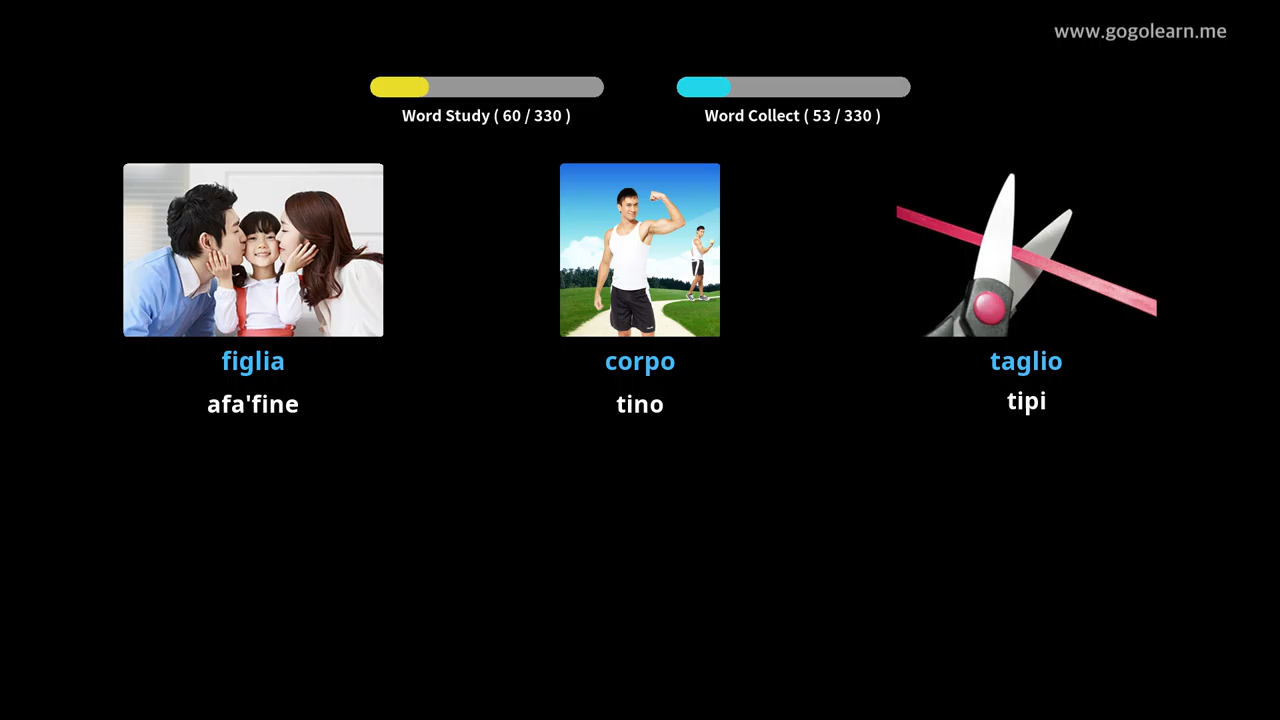 www.gogolearn.me
Word Study ( 60 / 330 )
Word Collect ( 53 / 330 )
figlia
corpo
taglio
afa'fine
tino
tipi